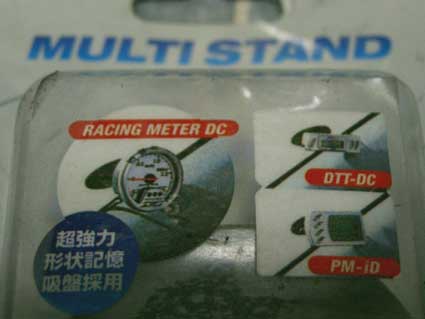 MULTI STAND
RACING METER DC
DTT-DC
PM-iD
超強力
形状記憶
吸盤採用